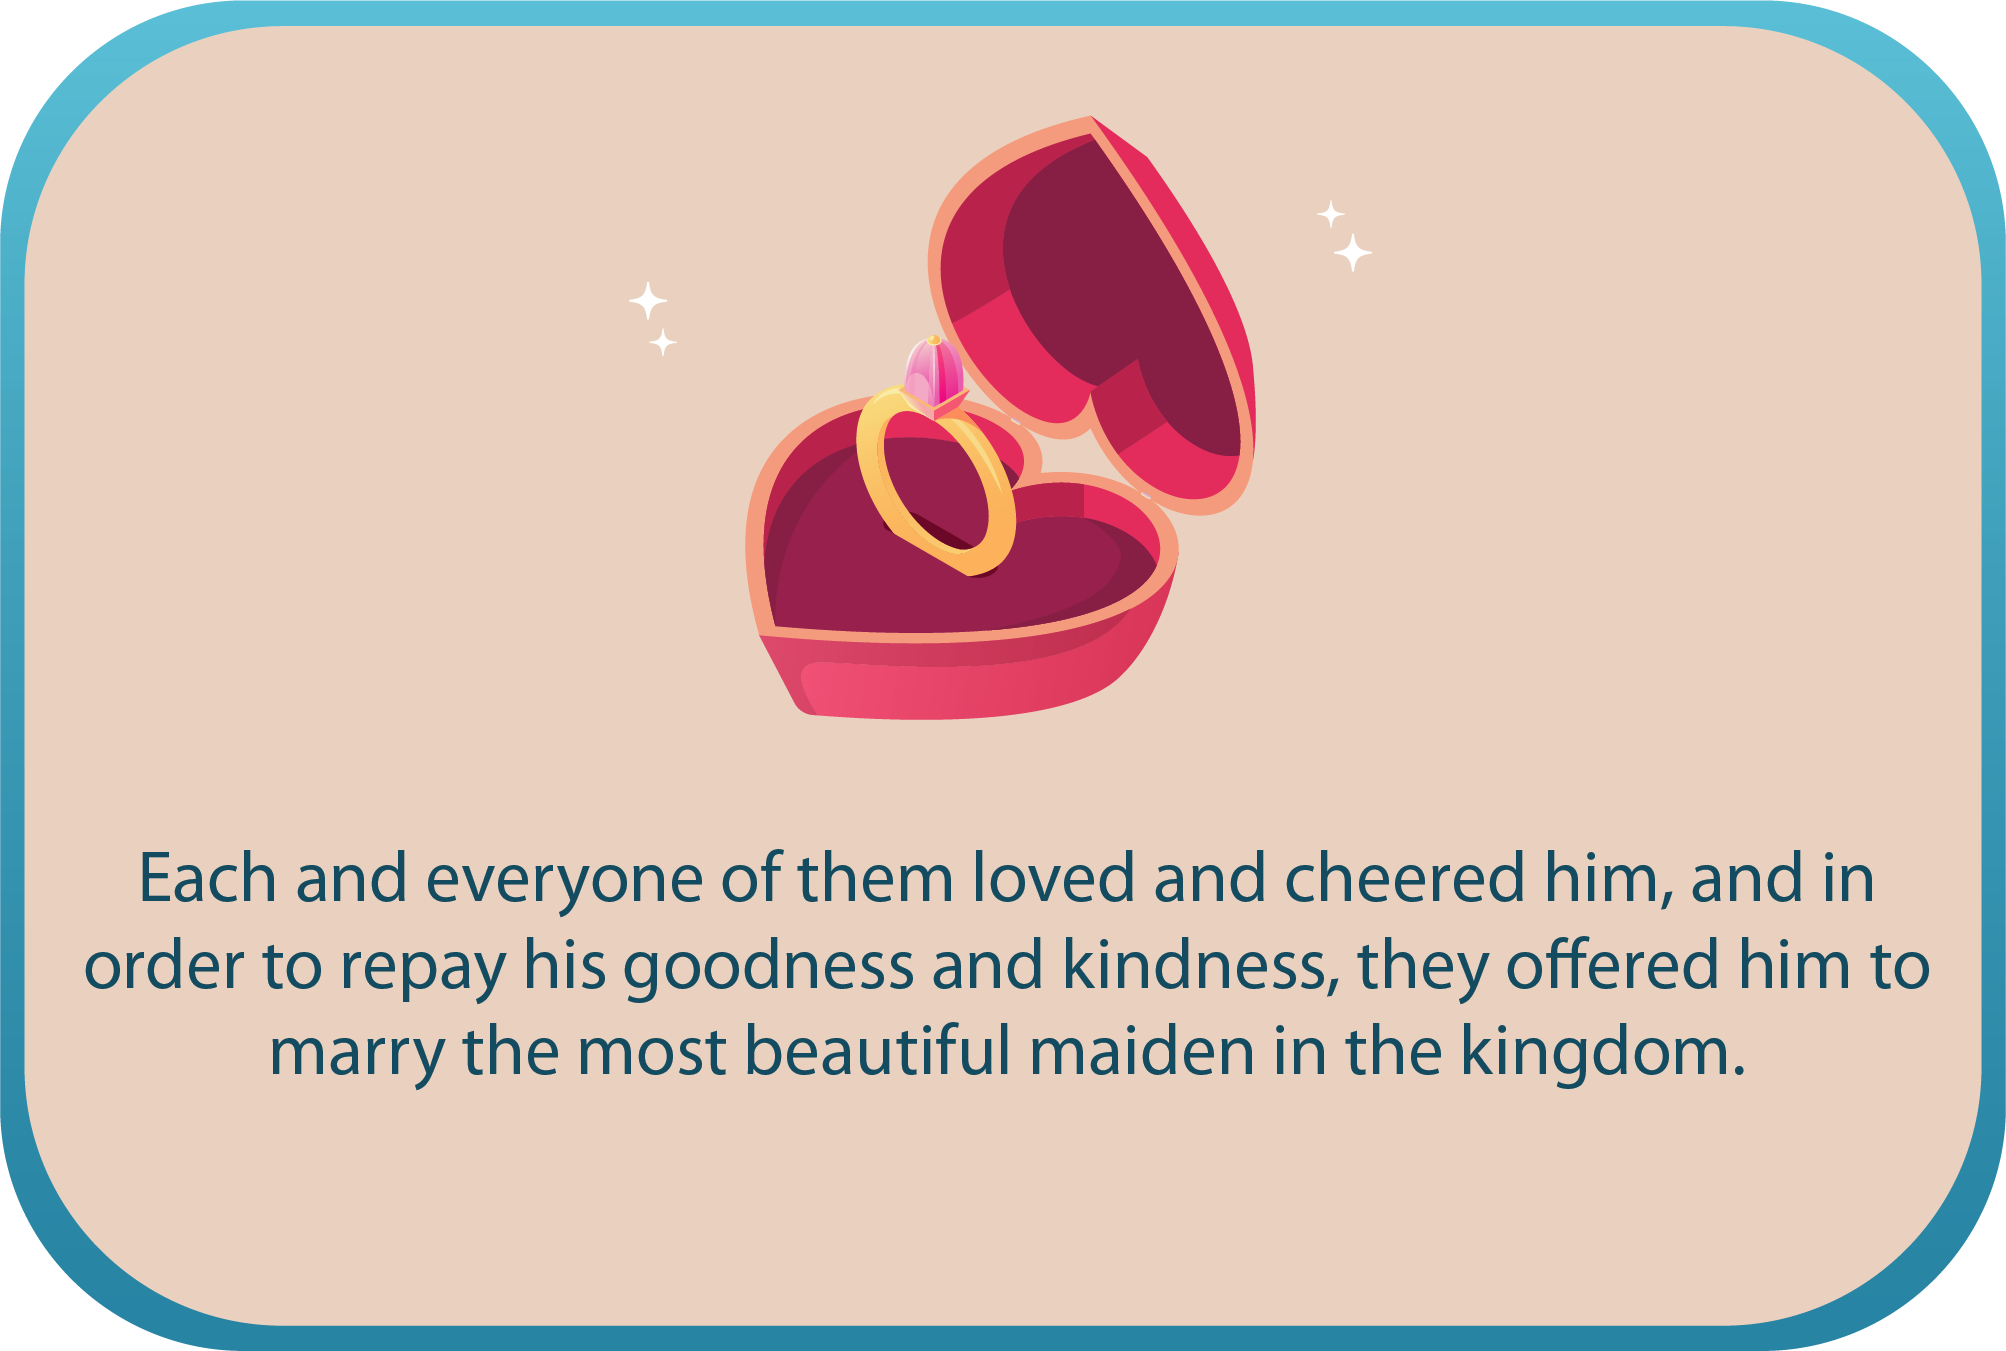 Each and everyone of them loved and cheered him, and in
order to repay his goodness and kindness, they offered him to
marry the most beautiful maiden in the kingdom.